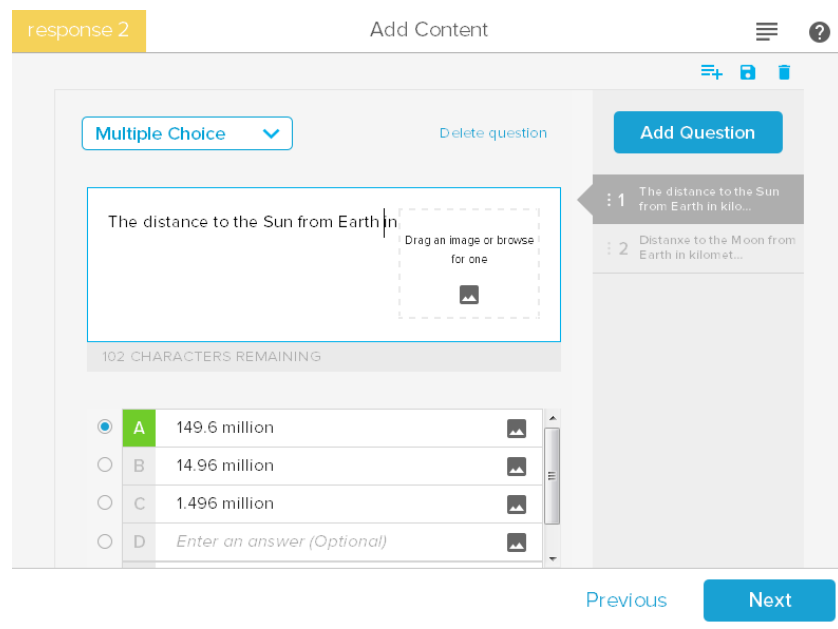 response 2
Add Content
Multiple Choice
Delete question
Add Question
The distance to the Sun from Earth in
Drag an image or browse
for one
102 CHARACTERS REMAINING
1
The distance to the Sun
from Earth in kilo...
2
Distanxe to the Moon from
Earth in kilomet...
A
149.6 million
B
14.96 million
C
1.496 million
D
Enter an answer (Optional)
Previous
Next